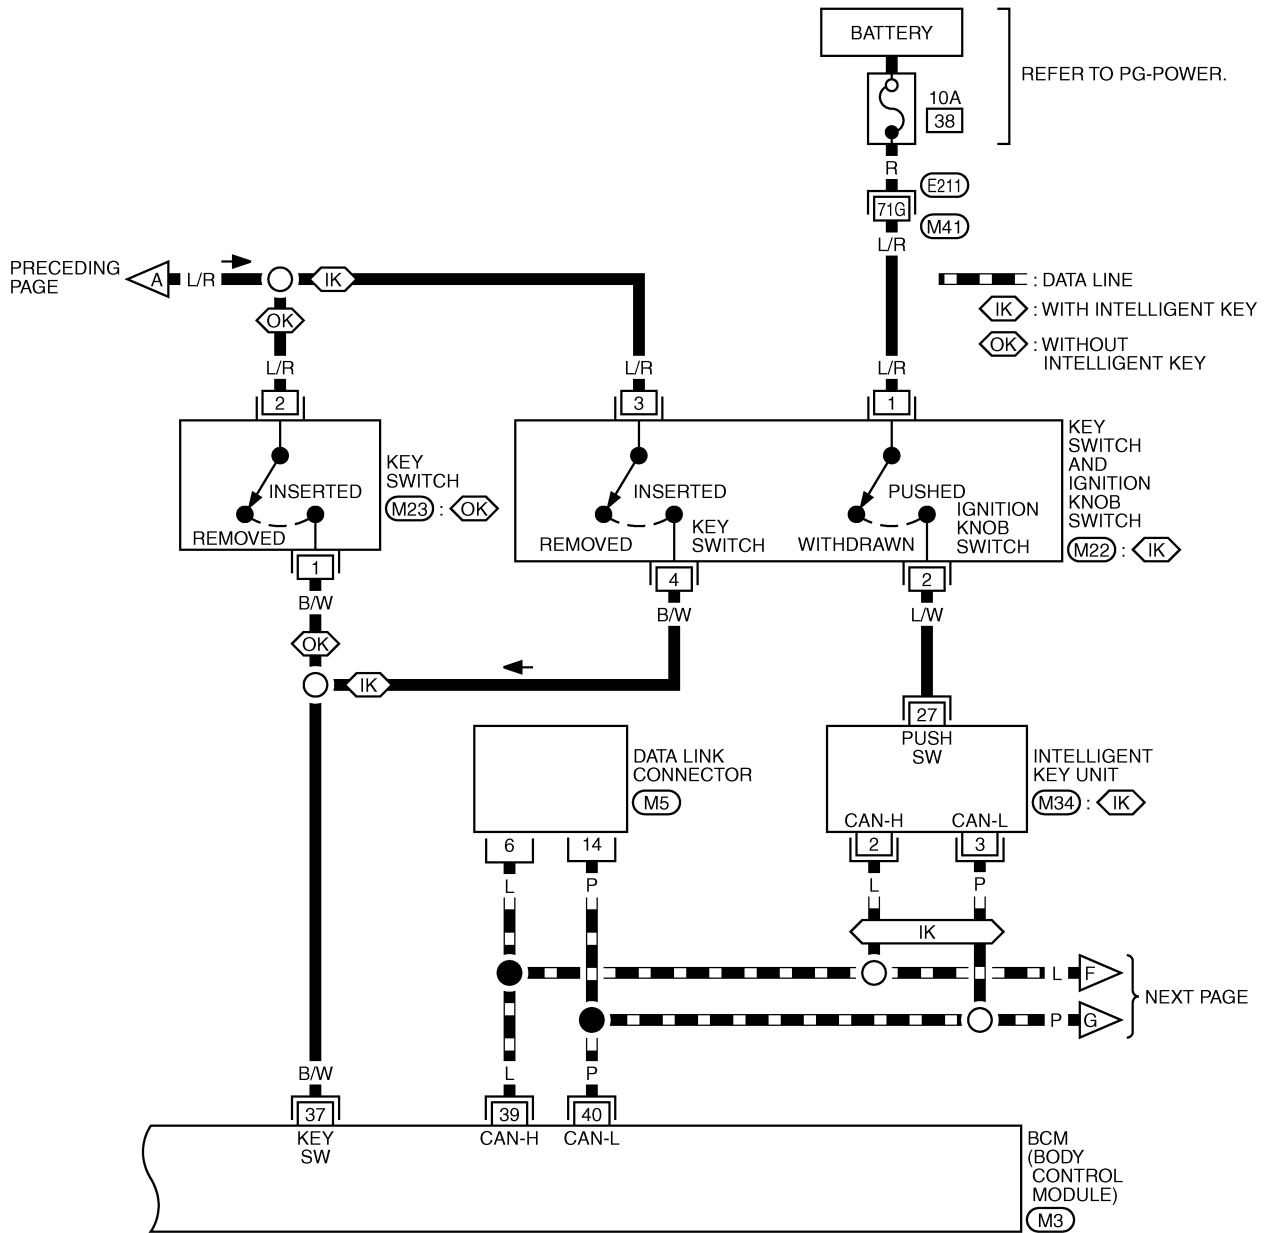 BATTERY
REFER TO PG-POWER.
10A
38
R
E211
71G
M41
L/R
PRECEDING
PAGE
A
L/R
IK
: DATA LINE
IK : WITH INTELLIGENT KEY
OK : WITHOUT
INTELLIGENT KEY
OK
L/R
L/R
L/R
2
3
1
KEY
SWITCH
AND
IGNITION
KNOB
SWITCH
M22 : IK
KEY
SWITCH
M23 : OK
INSERTED
REMOVED
INSERTED
REMOVED
KEY
SWITCH
PUSHED
WITHDRAWN
IGNITION
KNOB
SWITCH
1
4
2
B/W
B/W
L/W
OK
IK
27
PUSH
SW
DATA LINK
CONNECTOR
M5
INTELLIGENT
KEY UNIT
M34 : IK
CAN-H
CAN-L
6
14
2
3
L
P
L
P
IK
L
F
P
G
NEXT PAGE
B/W
L
P
37
39
40
KEY
SW
CAN-H
CAN-L
BCM
(BODY
CONTROL
MODULE)
M3